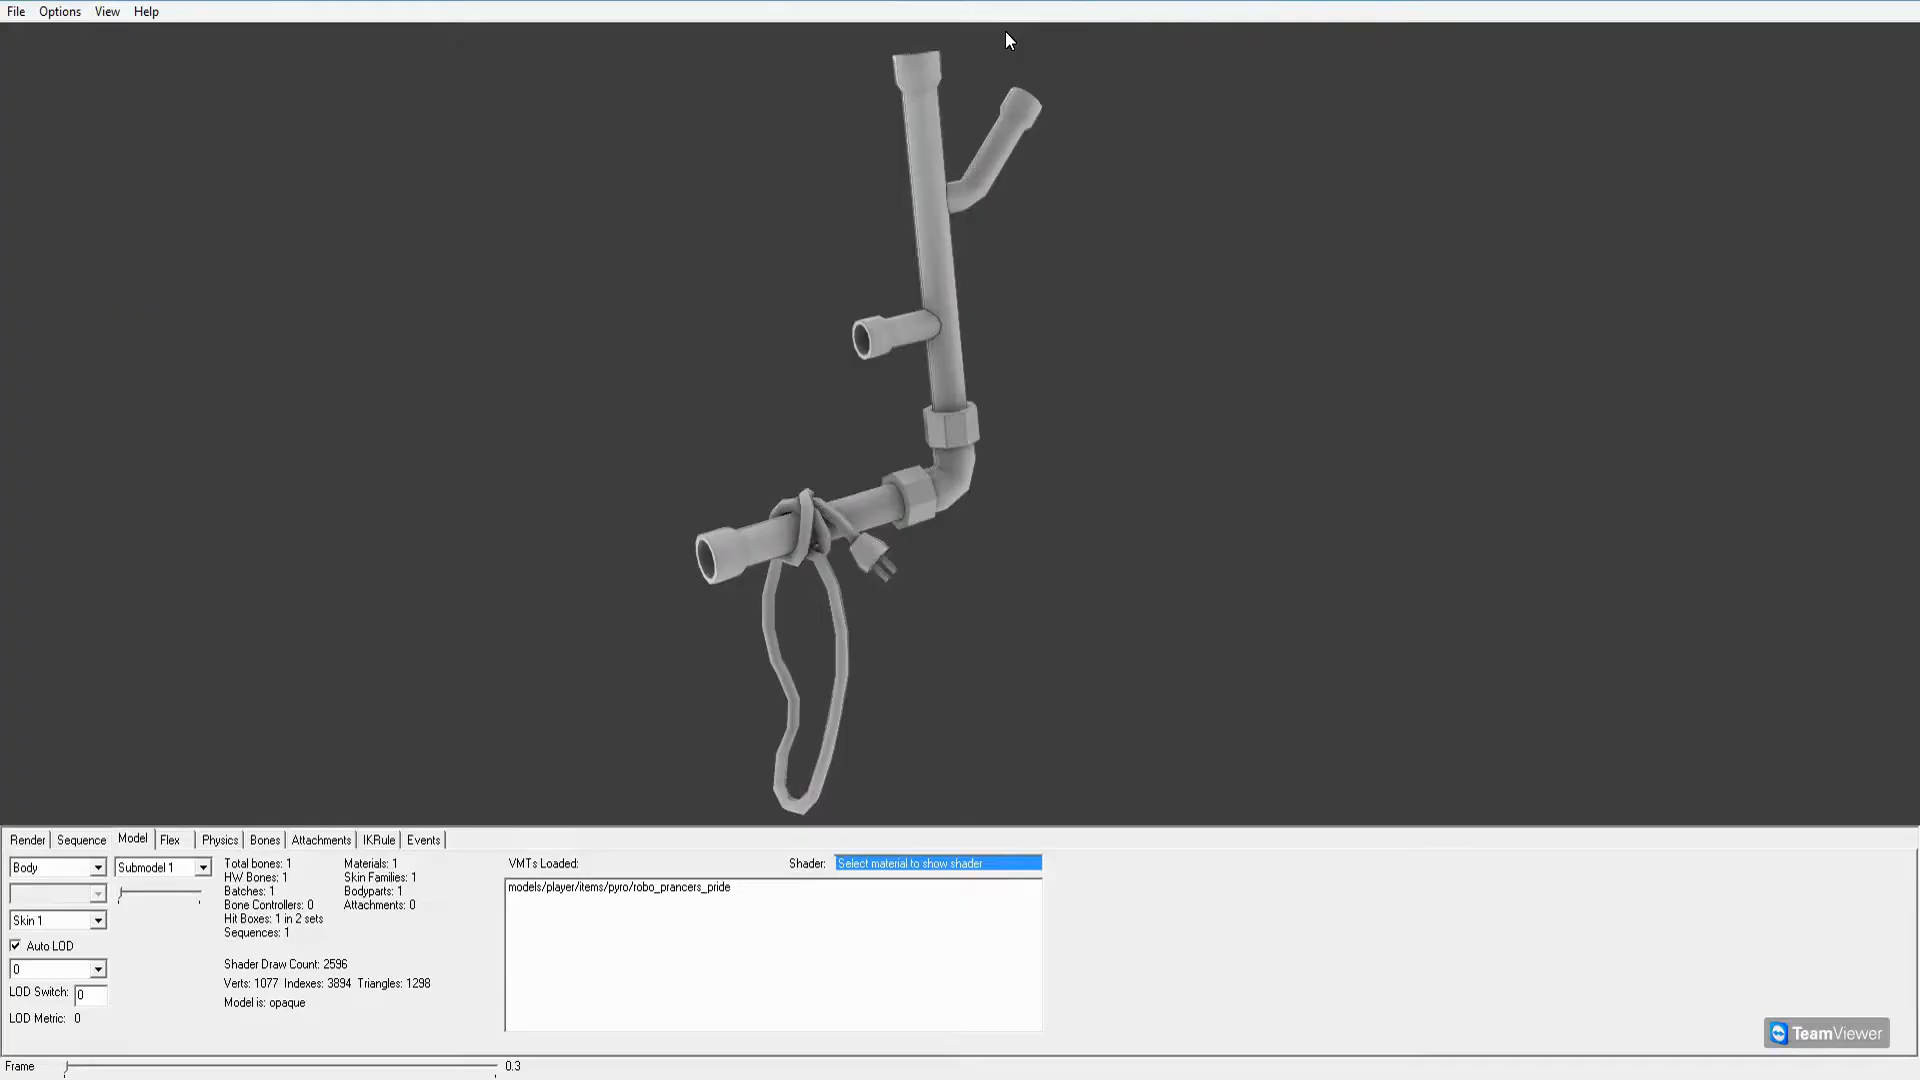 File Options View Help
Render Sequence Model Flex Physics Bones Attachments IKRule Events
Body
Submodel 1
Skin 1
Auto LOD
0
LOD Switch: 0
LOD Metric: 0
Total bones: 1
HW Bones: 1
Batches: 1
Bone Controllers: 0
Hit Boxes: 1 in 2 sets
Sequences: 1
Materials: 1
Skin Families: 1
Bodyparts: 1
Attachments: 0
Shader Draw Count: 2596
Verts: 1077 Indexes: 3894 Triangles: 1298
Model is: opaque
VMTs Loaded:
Shader: Select material to show shader
models/player/items/pyro/robo_prancers_pride
TeamViewer
Frame 0.3